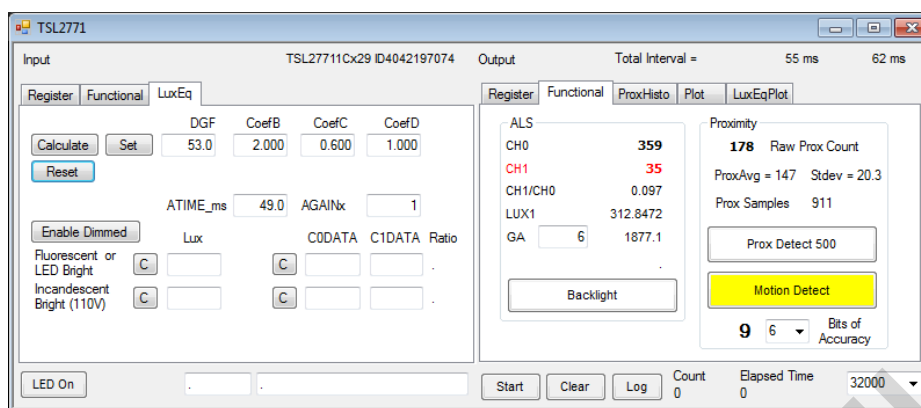 TSL2771
Input TSL27711Cx29 ID4042197074 Output Total Interval = 55 ms 62 ms
Register Functional LuxEq
DGF CoefB CoefC CoefD
Calculate Set 53.0 2.000 0.600 1.000
Reset
ATIME_ms 49.0 AGAINx 1
Enable Dimmed Lux C0DATA C1DATA Ratio
Fluorescent or
LED Bright C C .
Incandescent
Bright (110V) C C .
LED On . .
Register Functional ProxHisto Plot LuxEqPlot
ALS
CH0 359
CH1 35
CH1/CH0 0.097
LUX1 312.8472
GA 6 1877.1
.
Backlight
Proximity
178 Raw Prox Count
ProxAvg = 147 Stdev = 20.3
Prox Samples 911
Prox Detect 500
Motion Detect
9 6 Bits of
Accuracy
Start Clear Log Count 0 Elapsed Time 0 32000